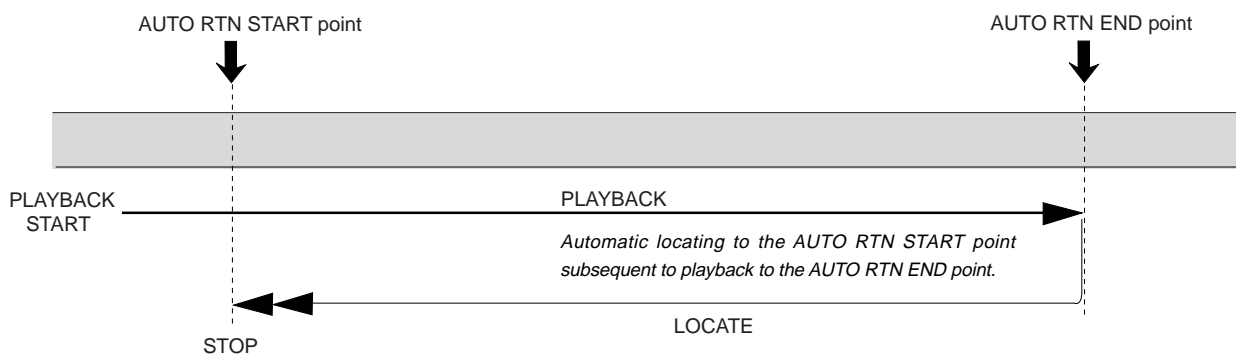 AUTO RTN START point
AUTO RTN END point
PLAYBACK
START
PLAYBACK
Automatic locating to the AUTO RTN START point
subsequent to playback to the AUTO RTN END point.
LOCATE
STOP